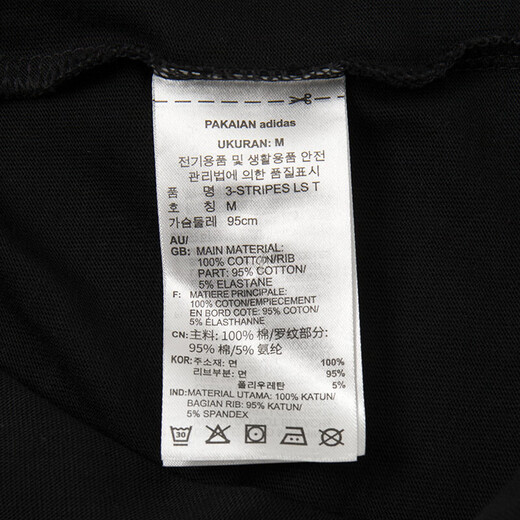 PAKAIAN adidas
UKURAN: M
전기용품 및 생활용품 안전
관리법에 의한 품질표시
품 명 3-STRIPES LS T
호 칭 M
가슴둘레 95cm
AU/
GB: MAIN MATERIAL:
100% COTTON/RIB
PART: 95% COTTON/
5% ELASTANE
F: MATIERE PRINCIPALE:
100% COTON/EMPIECEMENT
EN BORD COTE: 95% COTON/
5% ÉLASTHANNE
CN: 主料: 100% 棉/罗纹部分:
95% 棉/5% 氨纶
KOR: 주소재: 면 100%
리브부분: 면 95%
폴리우레탄 5%
IND: MATERIAL UTAMA: 100% KATUN/
BAGIAN RIB: 95% KATUN/
5% SPANDEX
30